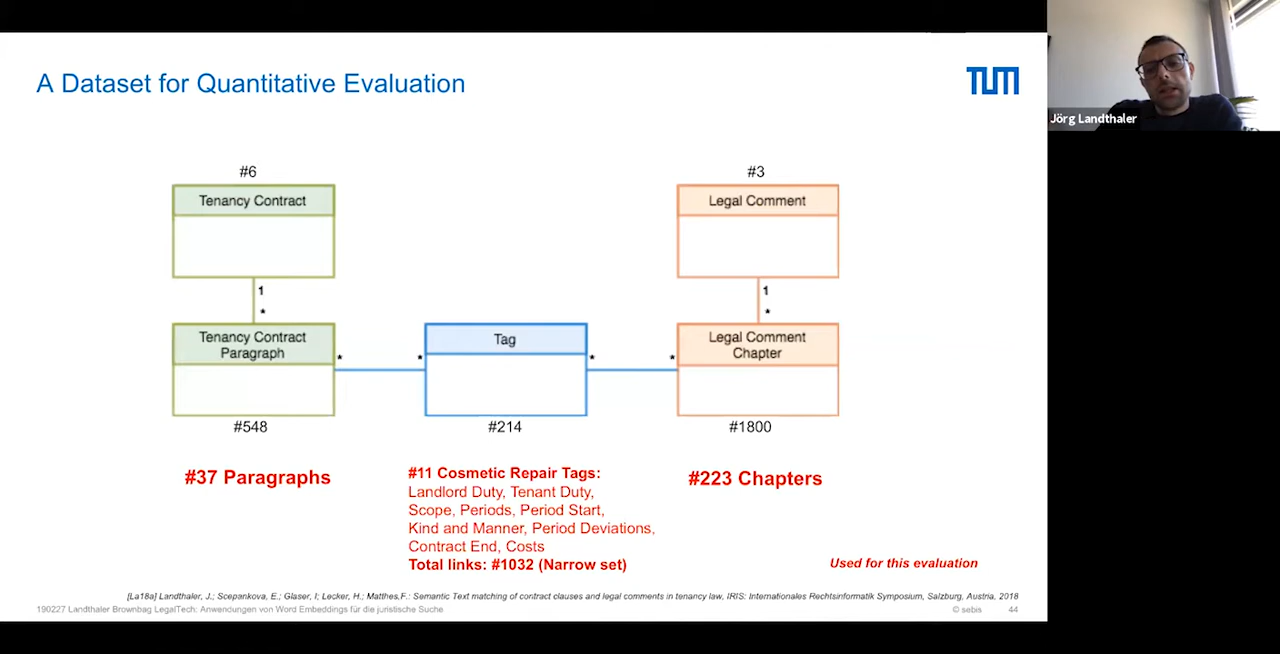 A Dataset for Quantitative Evaluation
TUM
Jörg Landthaler
#6
#3
Tenancy Contract
Legal Comment
1
*
1
*
Tenancy Contract
Paragraph
*
*
Tag
*
*
Legal Comment
Chapter
#548
#214
#1800
#37 Paragraphs
#11 Cosmetic Repair Tags:
Landlord Duty, Tenant Duty,
Scope, Periods, Period Start,
Kind and Manner, Period Deviations,
Contract End, Costs
Total links: #1032 (Narrow set)
#223 Chapters
Used for this evaluation
[La18a] Landthaler, J.; Scepankova, E.; Glaser, I; Lecker, H.; Matthes,F.: Semantic Text matching of contract clauses and legal comments in tenancy law, IRIS: Internationales Rechtsinformatik Symposium, Salzburg, Austria. 2018
190227 Landthaler Brownbag LegalTech: Anwendungen von Word Embeddings für die juristische Suche
© sebis
44